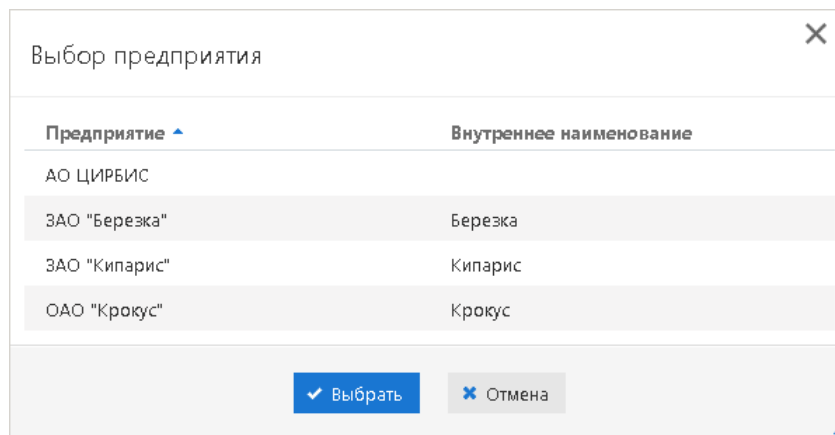 Выбор предприятия
Предприятие Внутреннее наименование
АО ЦИРБИС
ЗАО "Березка" Березка
ЗАО "Кипарис" Кипарис
ОАО "Крокус" Крокус
Выбрать Отмена